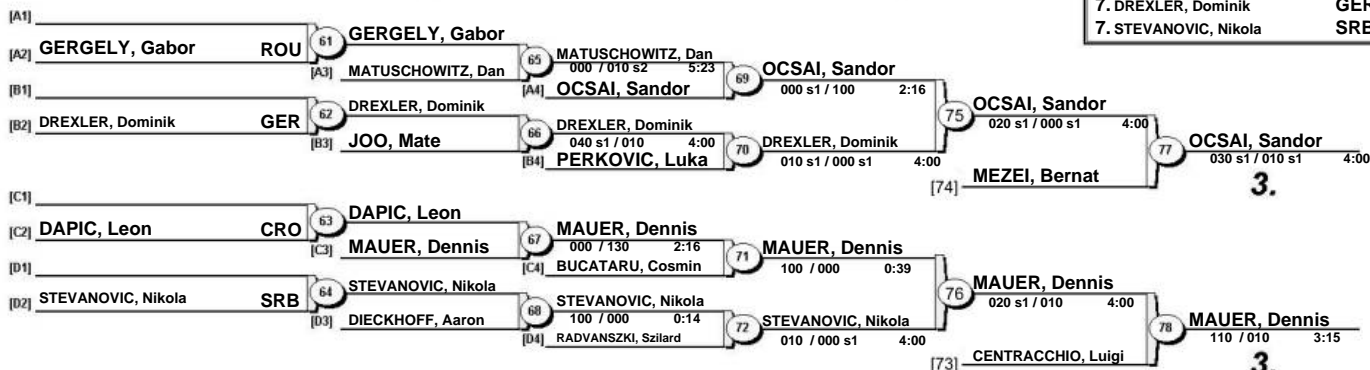 7. DREXLER, Dominik GER
7. STEVANOVIC, Nikola SRB
[A1]
[A2] GERGELY, Gabor ROU
61
GERGELY, Gabor
[A3] MATUSCHOWITZ, Dan
65
MATUSCHOWITZ, Dan
000 / 010 s2 5:23
[A4] OCSAI, Sandor
69
OCSAI, Sandor
000 s1 / 100 2:16
[B1]
[B2] DREXLER, Dominik GER
62
DREXLER, Dominik
[B3] JOO, Mate
66
DREXLER, Dominik
040 s1 / 010 4:00
[B4] PERKOVIC, Luka
70
DREXLER, Dominik
010 s1 / 000 s1 4:00
75
OCSAI, Sandor
020 s1 / 000 s1 4:00
[74] MEZEI, Bernat
77
OCSAI, Sandor
030 s1 / 010 s1 4:00
3.
[C1]
[C2] DAPIC, Leon CRO
63
DAPIC, Leon
[C3] MAUER, Dennis
67
MAUER, Dennis
000 / 130 2:16
[C4] BUCATARU, Cosmin
71
MAUER, Dennis
100 / 000 0:39
[D1]
[D2] STEVANOVIC, Nikola SRB
64
STEVANOVIC, Nikola
[D3] DIECKHOFF, Aaron
68
STEVANOVIC, Nikola
100 / 000 0:14
[D4] RADVANSZKI, Szilard
72
STEVANOVIC, Nikola
010 / 000 s1 4:00
76
MAUER, Dennis
020 s1 / 010 4:00
[73] CENTRACCHIO, Luigi
78
MAUER, Dennis
110 / 010 3:15
3.